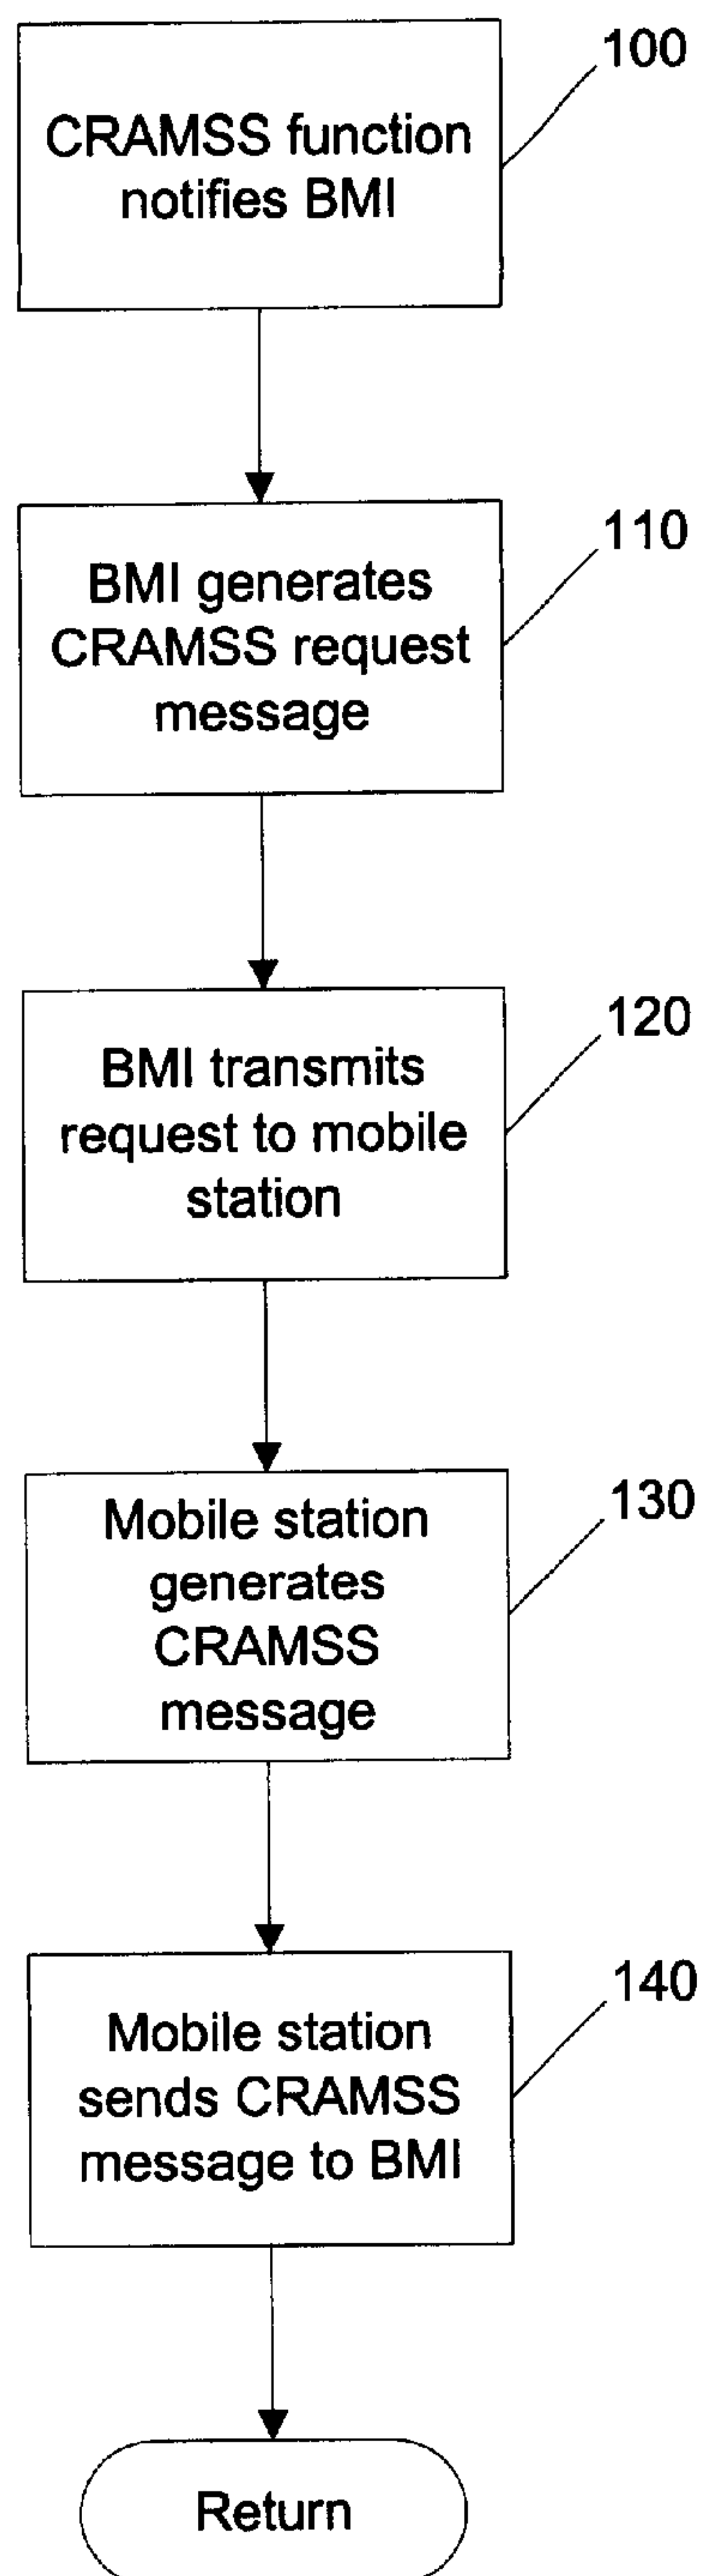 100
CRAMSS function
notifies BMI
110
BMI generates
CRAMSS request
message
120
BMI transmits
request to mobile
station
130
Mobile station
generates
CRAMSS
message
140
Mobile station
sends CRAMSS
message to BMI
Return